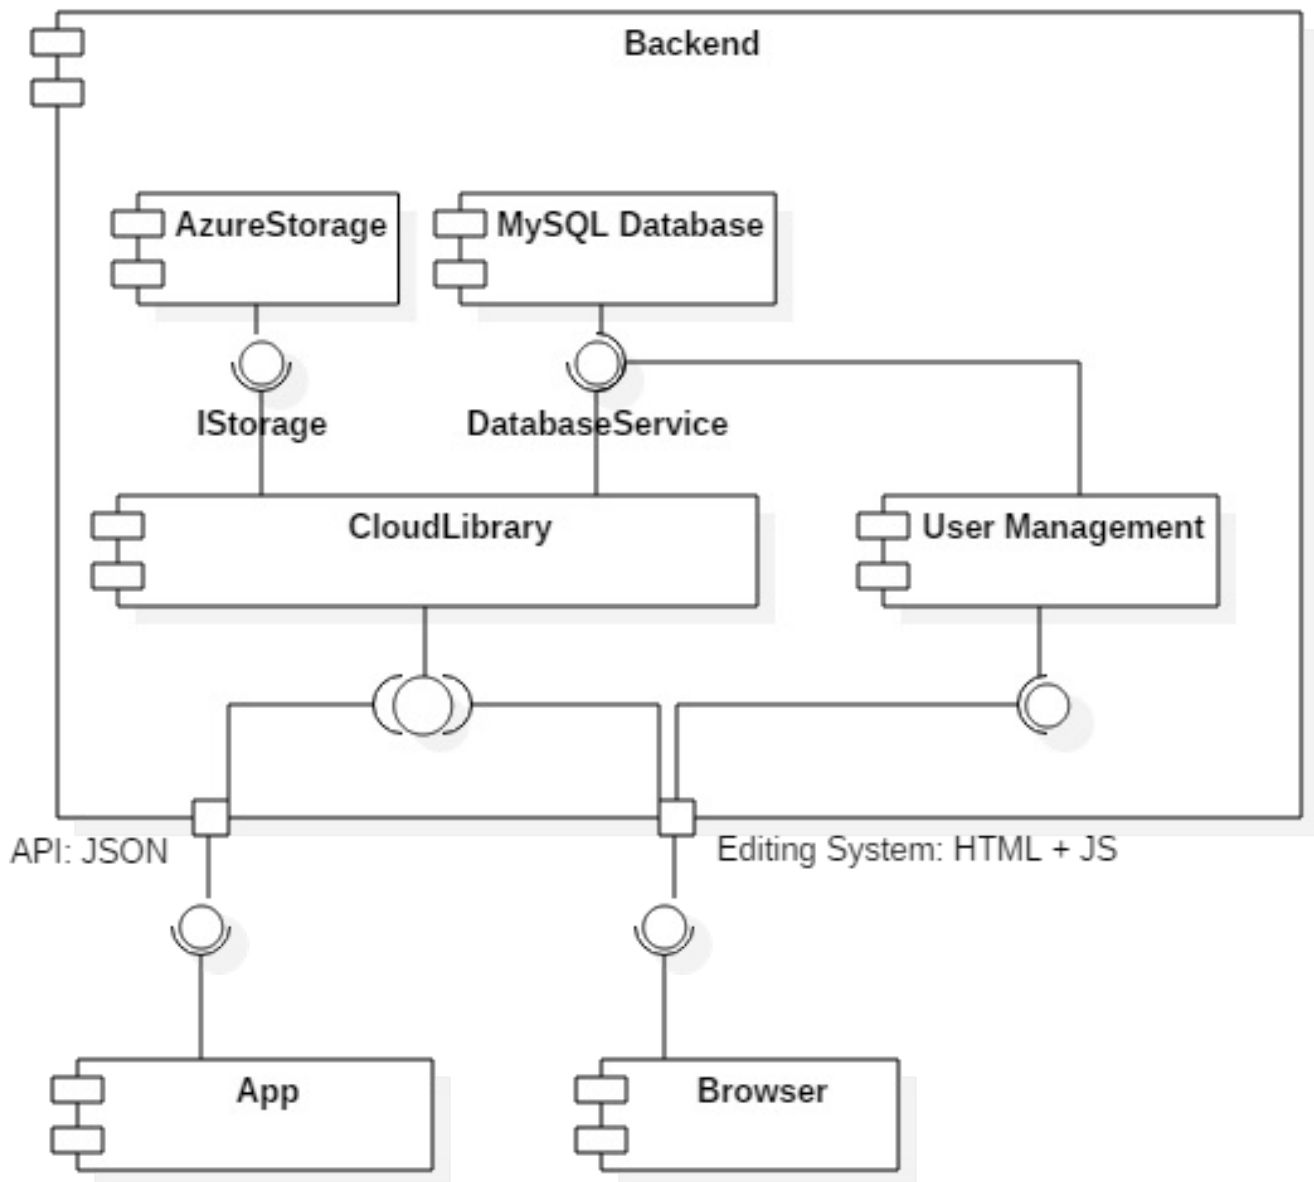 Backend
AzureStorage
MySQL Database
IStorage
DatabaseService
CloudLibrary
User Management
API: JSON
Editing System: HTML + JS
App
Browser